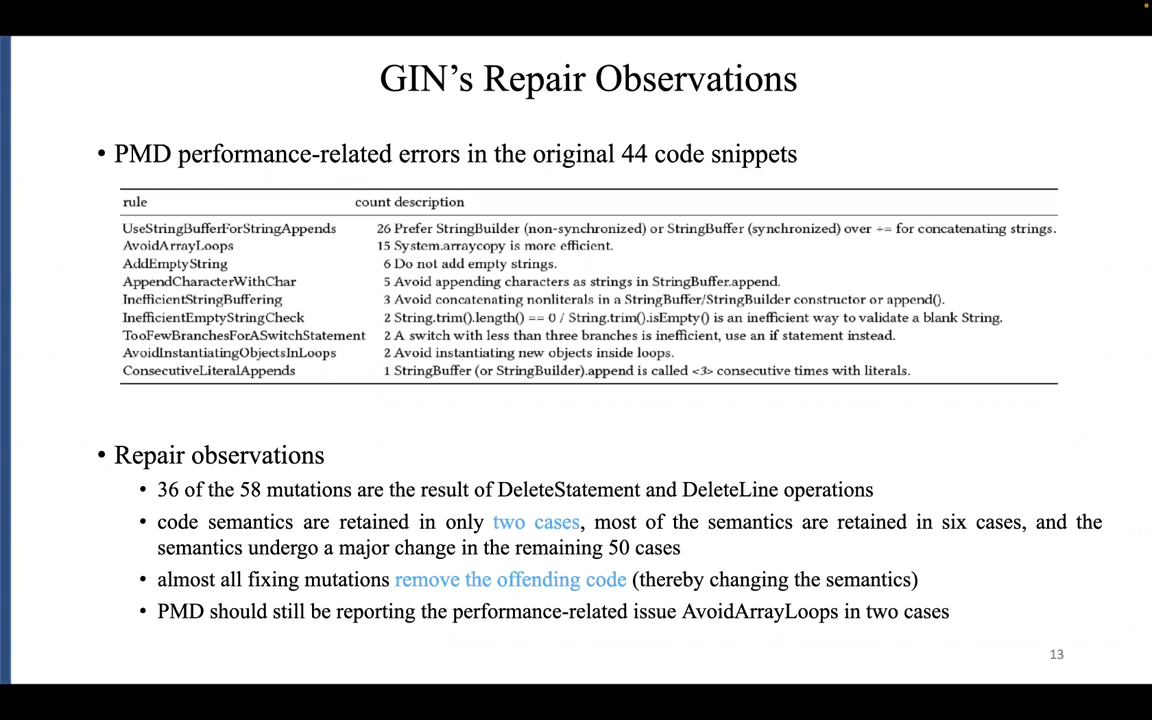 GIN’s Repair Observations
• PMD performance-related errors in the original 44 code snippets
rule count description
UseStringBufferForStringAppends 26 Prefer StringBuilder (non-synchronized) or StringBuffer (synchronized) over += for concatenating strings.
AvoidArrayLoops 15 System.arraycopy is more efficient.
AddEmptyString 6 Do not add empty strings.
AppendCharacterWithChar 5 Avoid appending characters as strings in StringBuffer.append.
InefficientStringBuffering 3 Avoid concatenating nonliterals in a StringBuffer/StringBuilder constructor or append().
InefficientEmptyStringCheck 2 String.trim().length() == 0 / String.trim().isEmpty() is an inefficient way to validate a blank String.
TooFewBranchesForASwitchStatement 2 A switch with less than three branches is inefficient, use an if statement instead.
AvoidInstantiatingObjectsInLoops 2 Avoid instantiating new objects inside loops.
ConsecutiveLiteralAppends 1 StringBuffer (or StringBuilder).append is called <3> consecutive times with literals.
• Repair observations
• 36 of the 58 mutations are the result of DeleteStatement and DeleteLine operations
• code semantics are retained in only two cases, most of the semantics are retained in six cases, and the
semantics undergo a major change in the remaining 50 cases
• almost all fixing mutations remove the offending code (thereby changing the semantics)
• PMD should still be reporting the performance-related issue AvoidArrayLoops in two cases
13